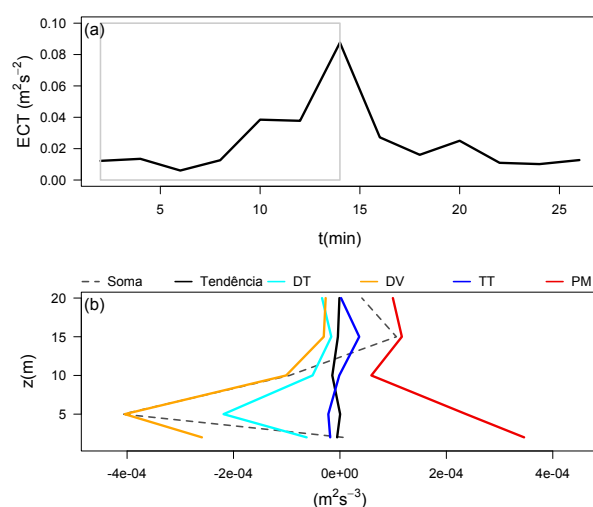 (a)
ECT (m²s⁻²)
0.10
0.08
0.06
0.04
0.02
0.00
5 10 15 20 25
t(min)
Soma Tendência DT DV TT PM
(b)
z(m)
20
15
10
5
-4e-04 -2e-04 0e+00 2e-04 4e-04
(m²s⁻³)